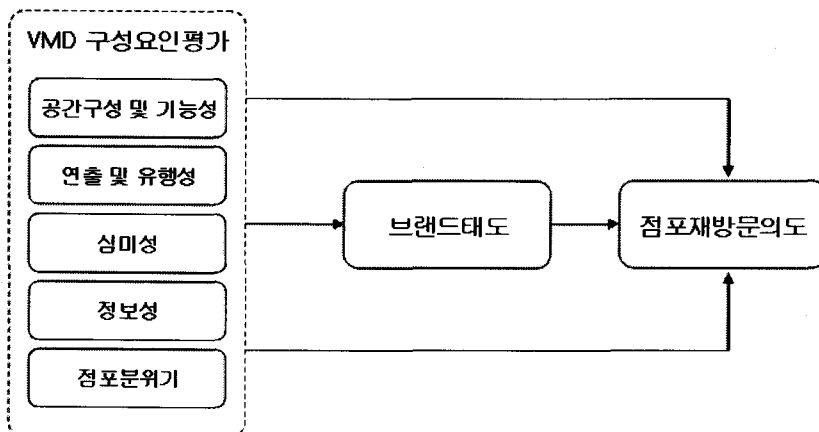 VMD 구성요인평가
공간구성 및 기능성
연출 및 유행성
심미성
정보성
점포분위기
브랜드태도
점포재방문의도